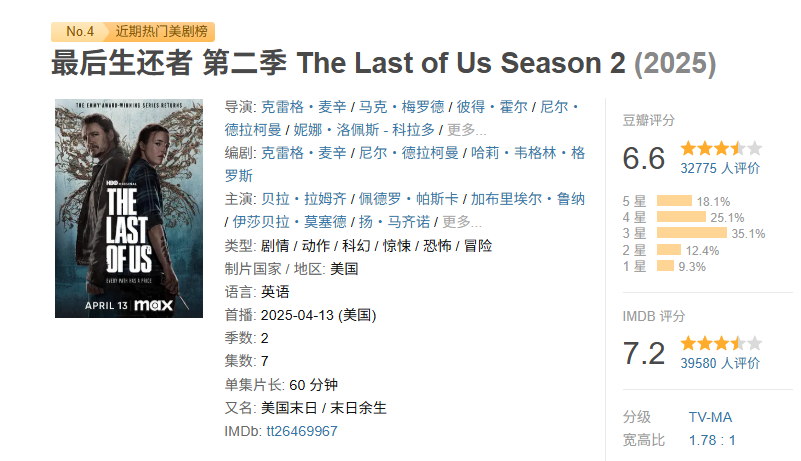 No.4 近期热门美剧榜
最后生还者 第二季 The Last of Us Season 2 (2025)
THE EMMY AWARD-WINNING SERIES RETURNS
HBO ORIGINAL
THE
LAST
OF US
EVERY PATH HAS A PRICE
APRIL 13 max
导演: 克雷格・麦辛 / 马克・梅罗德 / 彼得・霍尔 / 尼尔・
德拉柯曼 / 妮娜・洛佩斯 - 科拉多 / 更多...
编剧: 克雷格・麦辛 / 尼尔・德拉柯曼 / 哈莉・韦格林・格
罗斯
主演: 贝拉・拉姆齐 / 佩德罗・帕斯卡 / 加布里埃尔・鲁纳
/ 伊莎贝拉・莫塞德 / 扬・马齐诺 / 更多...
类型: 剧情 / 动作 / 科幻 / 惊悚 / 恐怖 / 冒险
制片国家 / 地区: 美国
语言: 英语
首播: 2025-04-13 (美国)
季数: 2
集数: 7
单集片长: 60 分钟
又名: 美国末日 / 末日余生
IMDb: tt26469967
豆瓣评分
6.6
32775 人评价
5 星 18.1%
4 星 25.1%
3 星 35.1%
2 星 12.4%
1 星 9.3%
IMDB 评分
7.2
39580 人评价
分级 TV-MA
宽高比 1.78 : 1